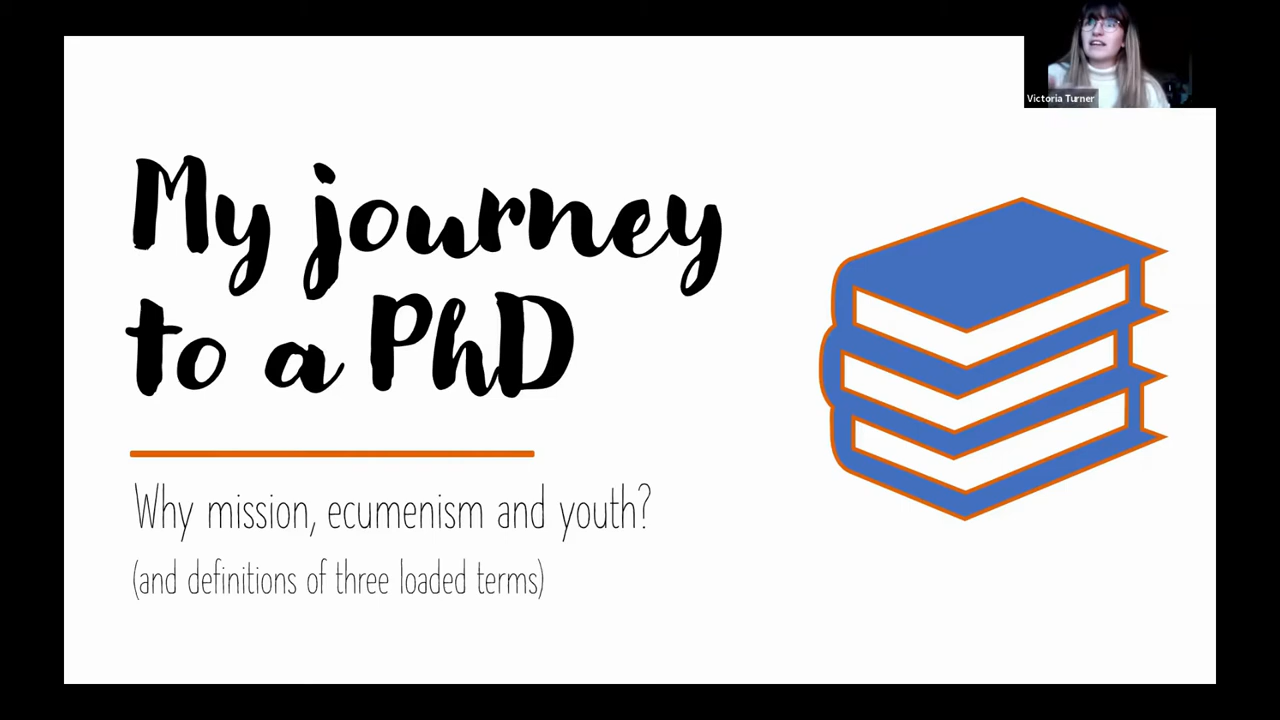 Victoria Turner
My journey
to a PhD
Why mission, ecumenism and youth?
(and definitions of three loaded terms)